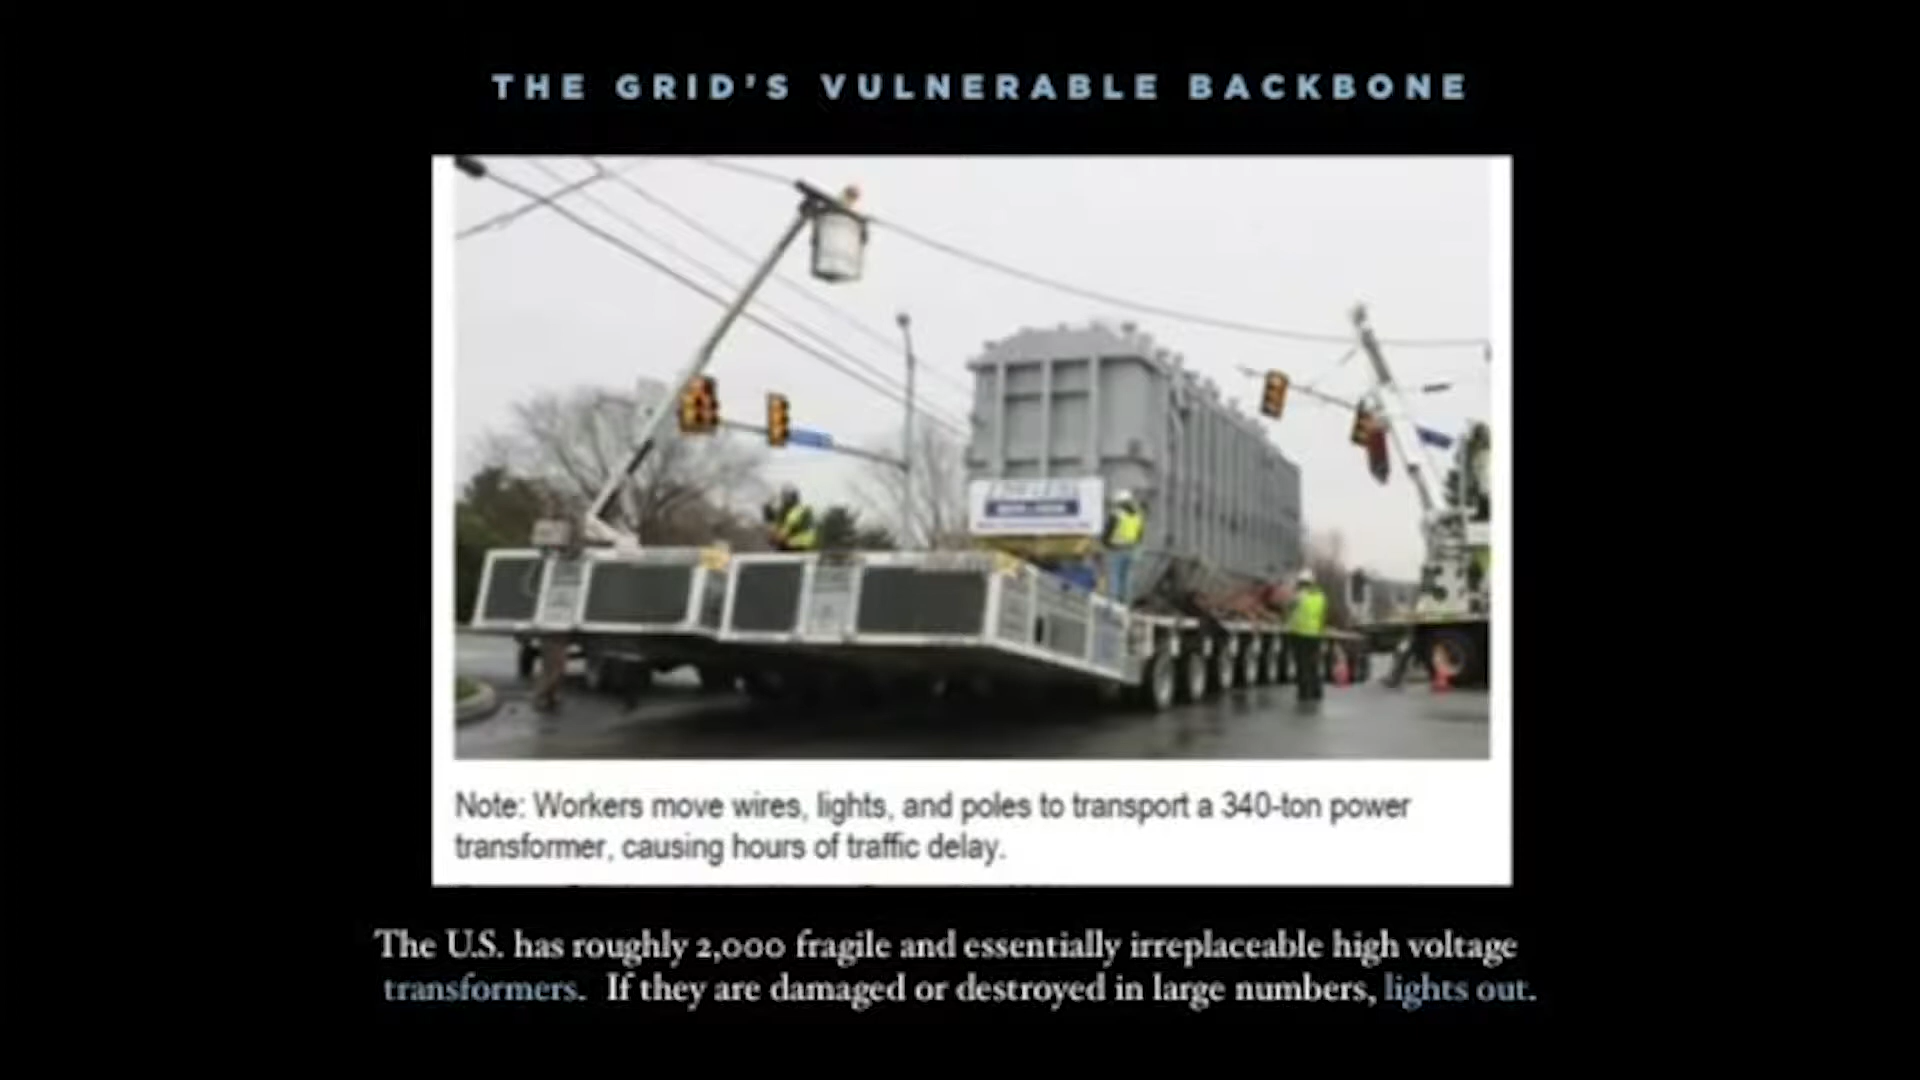 THE GRID'S VULNERABLE BACKBONE
Note: Workers move wires, lights, and poles to transport a 340-ton power
transformer, causing hours of traffic delay.
The U.S. has roughly 2,000 fragile and essentially irreplaceable high voltage
transformers. If they are damaged or destroyed in large numbers, lights out.